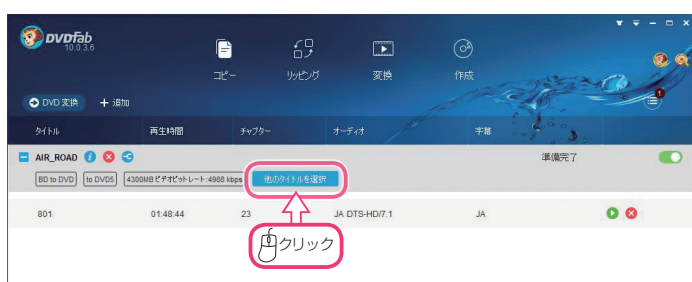 DVDFab
10.0.3.6
コピー リッピング 変換 作成
DVD 変換 + 追加
1
タイトル 再生時間 チャプター オーディオ 字幕
AIR_ROAD 準備完了
BD to DVD to DVD5 4300MB ビデオビットレート:4988 kbps 他のタイトルを選択
801 01:48:44 23 JA DTS-HD/7.1 JA
クリック